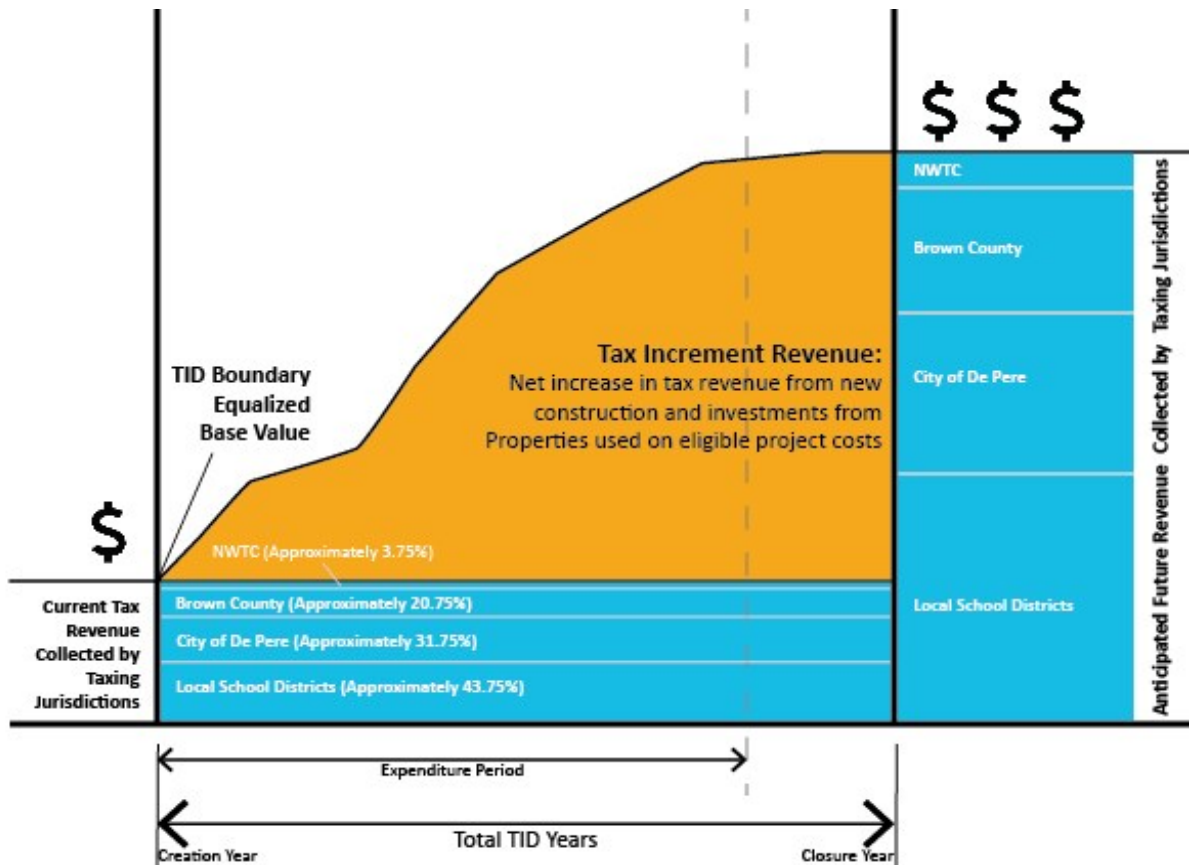 $ $ $
NWTC
Brown County
City of De Pere
Local School Districts
Anticipated Future Revenue Collected by Taxing Jurisdictions
Tax Increment Revenue:
Net increase in tax revenue from new
construction and investments from
Properties used on eligible project costs
TID Boundary
Equalized
Base Value
$
NWTC (Approximately 3.75%)
Brown County (Approximately 20.75%)
City of De Pere (Approximately 31.75%)
Local School Districts (Approximately 43.75%)
Current Tax
Revenue
Collected by
Taxing
Jurisdictions
Expenditure Period
Total TID Years
Creation Year
Closure Year